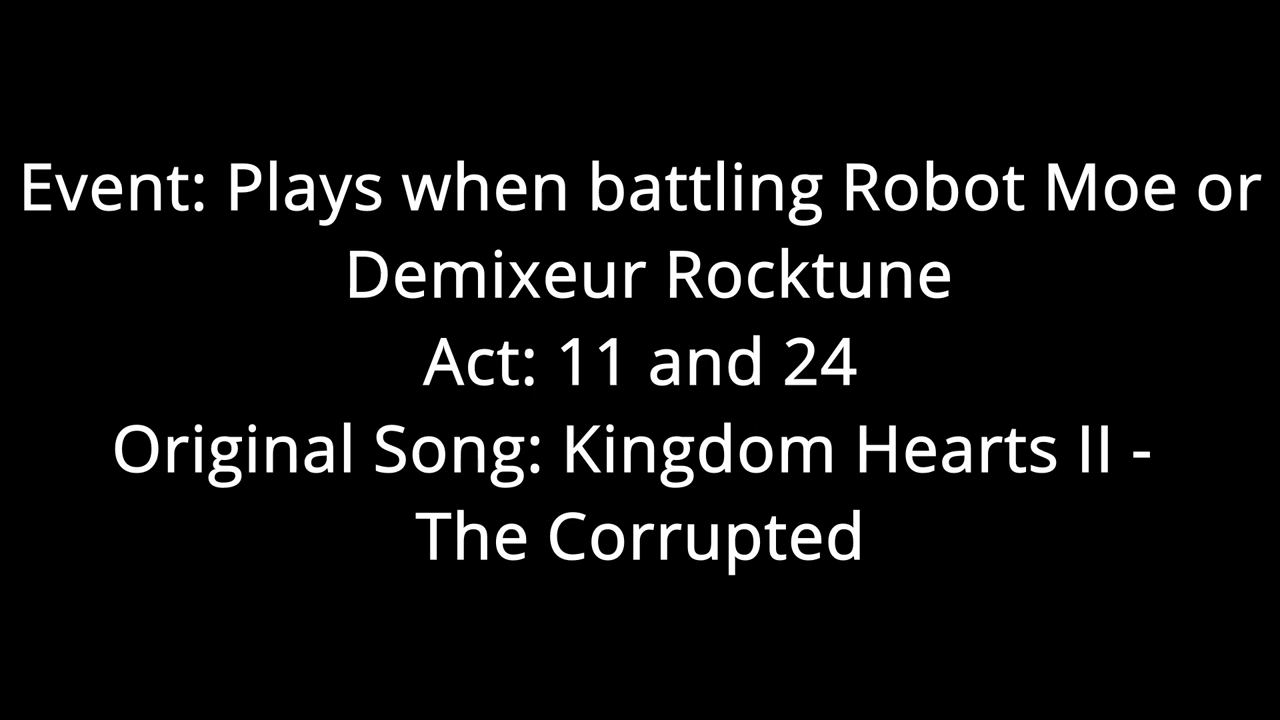 Event: Plays when battling Robot Moe or
Demixeur Rocktune
Act: 11 and 24
Original Song: Kingdom Hearts II -
The Corrupted